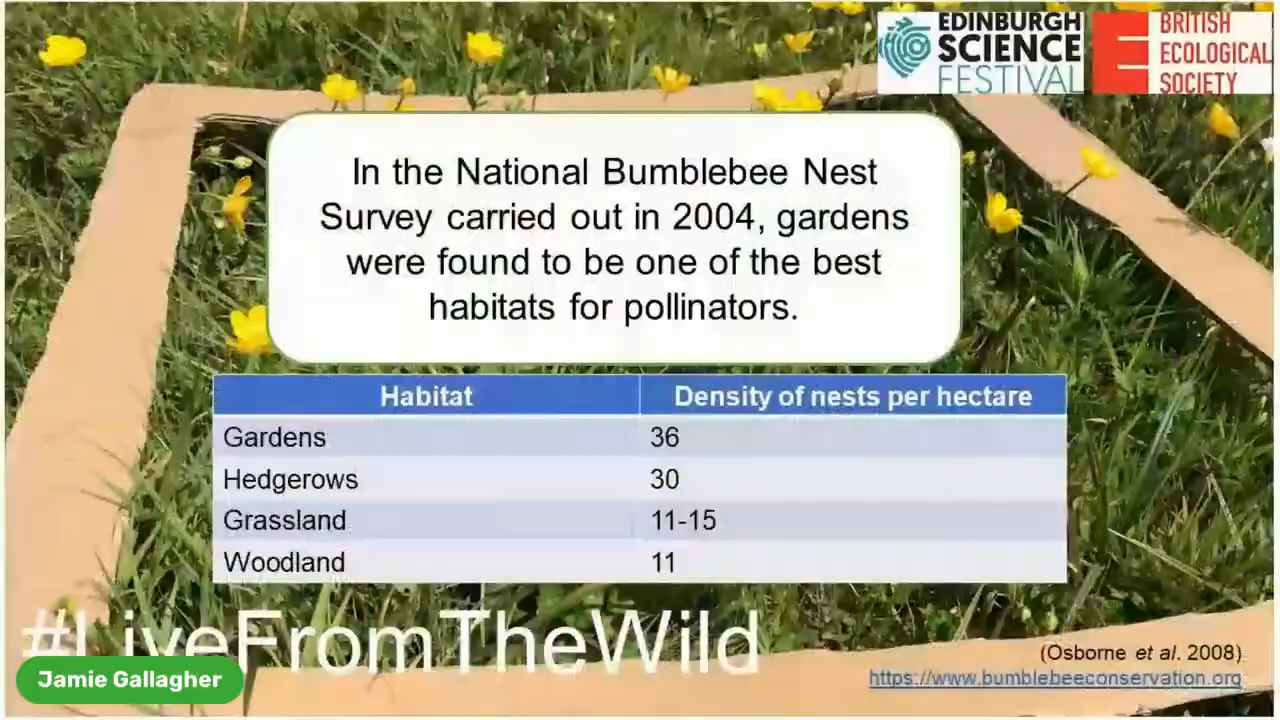 EDINBURGH
SCIENCE
FESTIVAL
BRITISH
ECOLOGICAL
SOCIETY
In the National Bumblebee Nest
Survey carried out in 2004, gardens
were found to be one of the best
habitats for pollinators.
Habitat Density of nests per hectare
Gardens 36
Hedgerows 30
Grassland 11-15
Woodland 11
#LiveFromTheWild
(Osborne et al. 2008)
https://www.bumblebeeconservation.org
Jamie Gallagher